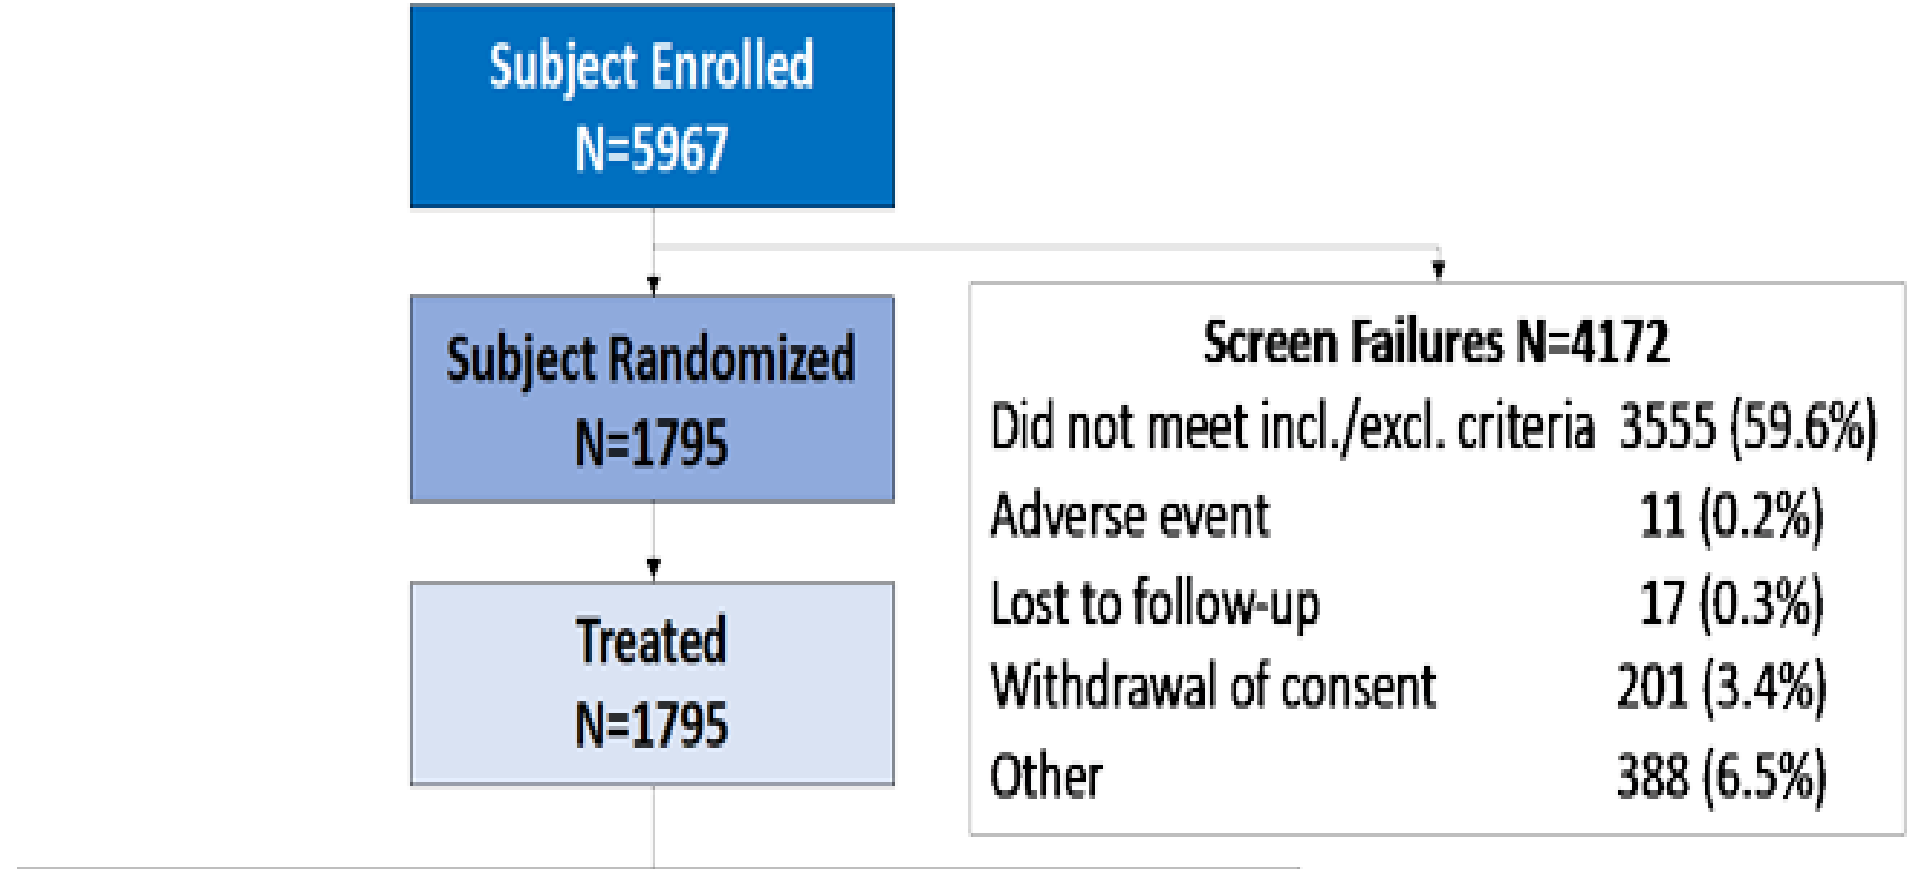 Subject Enrolled
N=5967
Subject Randomized
N=1795
Treated
N=1795
Screen Failures N=4172
Did not meet incl./excl. criteria 3555 (59.6%)
Adverse event 11 (0.2%)
Lost to follow-up 17 (0.3%)
Withdrawal of consent 201 (3.4%)
Other 388 (6.5%)